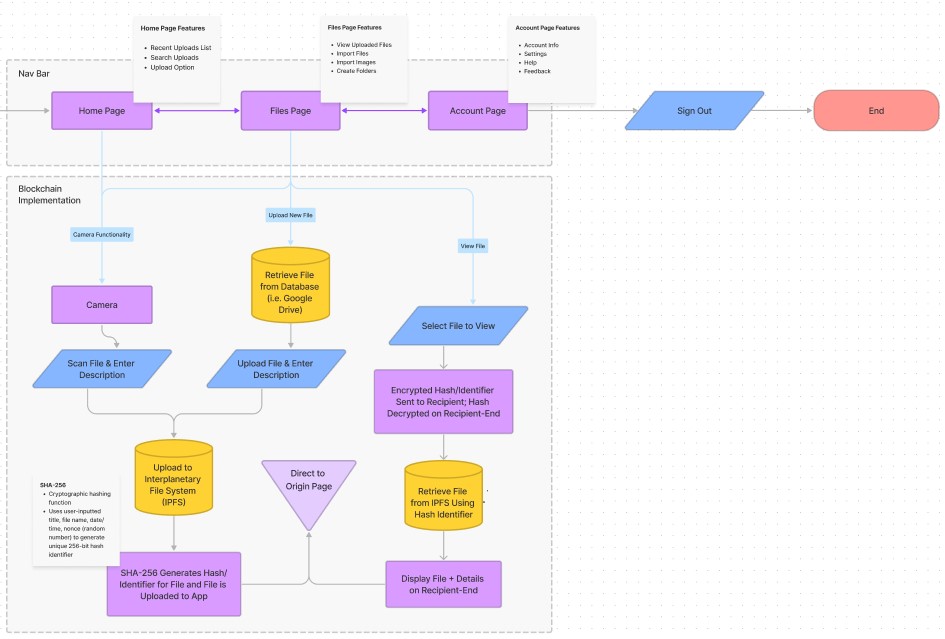 Home Page Features
• Recent Uploads List
• Search Uploads
• Upload Option
Files Page Features
• View Uploaded Files
• Import Files
• Import Images
• Create Folders
Account Page Features
• Account Info
• Settings
• Help
• Feedback
Nav Bar
Home Page
Files Page
Account Page
Sign Out
End
Blockchain
Implementation
Camera Functionality
Upload New File
View File
Camera
Retrieve File
from Database
(i.e. Google
Drive)
Select File to View
Scan File & Enter
Description
Upload File & Enter
Description
Encrypted Hash/Identifier
Sent to Recipient; Hash
Decrypted on Recipient-End
Upload to
Interplanetary
File System
(IPFS)
Direct to
Origin Page
Retrieve File
from IPFS Using
Hash Identifier
SHA-256
• Cryptographic hashing
function
• Uses user-inputted
title, file name, date/
time, nonce (random
number) to generate
unique 256-bit hash
identifier
SHA-256 Generates Hash/
Identifier for File and File is
Uploaded to App
Display File + Details
on Recipient-End